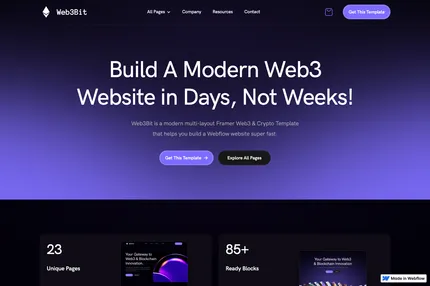 Web3Bit
All Pages
Company
Resources
Contact
Get This Template
Build A Modern Web3
Website in Days, Not Weeks!
Web3Bit is a modern multi-layout Framer Web3 & Crypto Template
that helps you build a Webflow website super fast!
Get This Template →
Explore All Pages
23
Unique Pages
Your Gateway to
Web3 & Blockchain
Innovation.
85+
Ready Blocks
Your Gateway to
Web3 & Blockchain Innovation
Made in Webflow